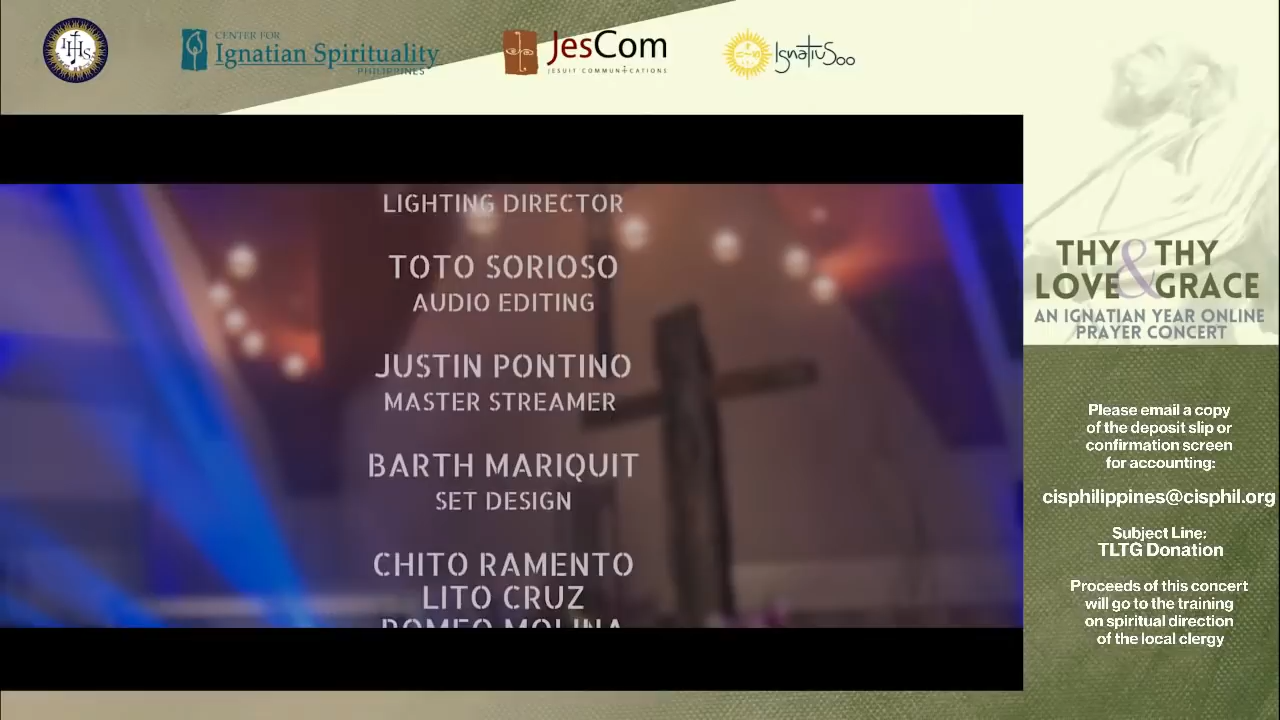 IHS
CENTER FOR
Ignatian Spirituality
PHILIPPINES
JesCom
JESUIT COMMUNICATIONS
Ignatius500
LIGHTING DIRECTOR
TOTO SORIOSO
AUDIO EDITING
JUSTIN PONTINO
MASTER STREAMER
BARTH MARIQUIT
SET DESIGN
CHITO RAMENTO
LITO CRUZ
ROMEO MOLINA
THY & THY
LOVE GRACE
AN IGNATIAN YEAR ONLINE
PRAYER CONCERT
Please email a copy
of the deposit slip or
confirmation screen
for accounting:
cisphilippines@cisphil.org
Subject Line:
TLTG Donation
Proceeds of this concert
will go to the training
on spiritual direction
of the local clergy